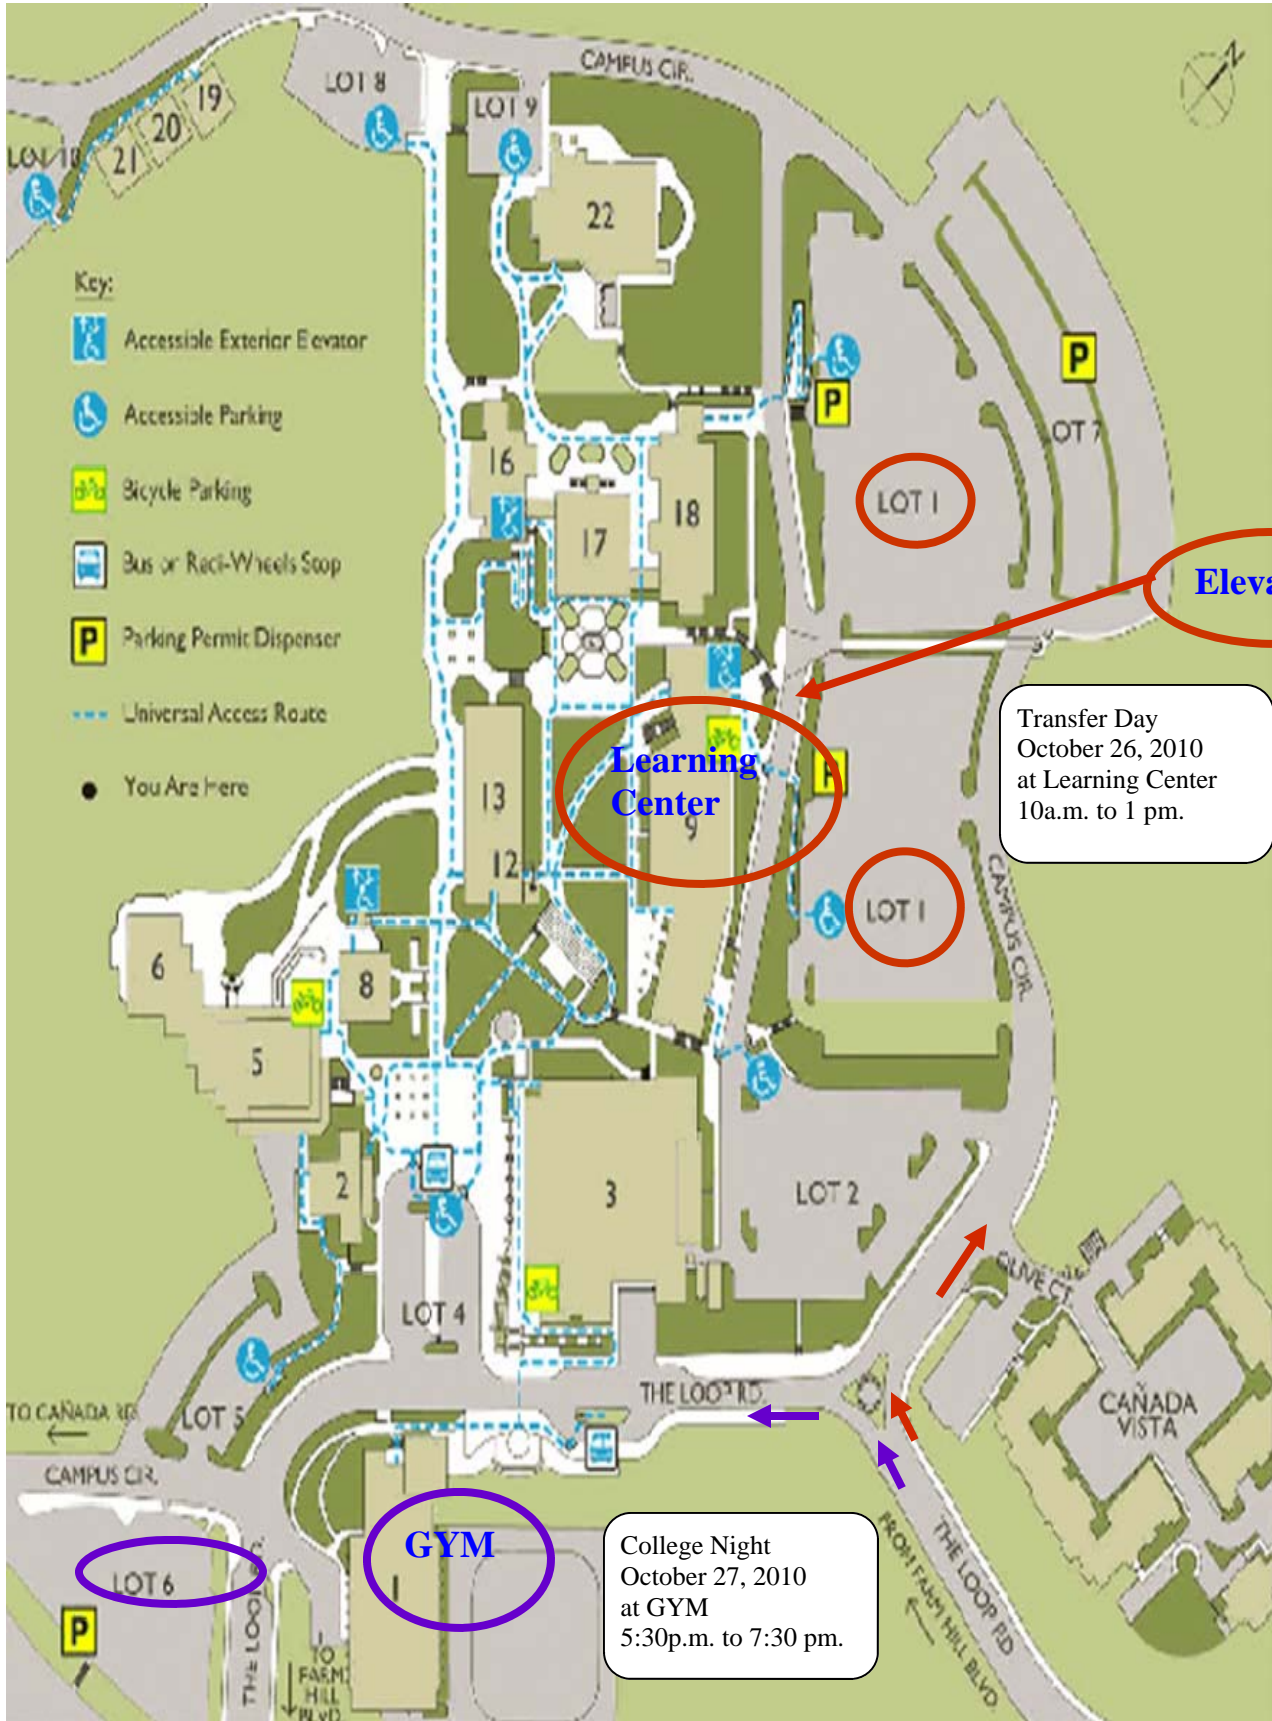 CAMPUS CIR.
LOT 8
LOT 9
19
20
21
LOT 10
22
Key:
Accessible Exterior Elevator
Accessible Parking
Bicycle Parking
Bus or Redi-Wheels Stop
Parking Permit Dispenser
Universal Access Route
You Are Here
P
P
LOT 7
LOT 1
16
17
18
Transfer Day
October 26, 2010
at Learning Center
10a.m. to 1 pm.
Learning
Center
P
13
12
9
LOT 1
CAMPUS CIR.
6
8
5
2
3
LOT 2
LOT 4
OLIVE CT.
CAÑADA
VISTA
THE LOOP RD.
TO CAÑADA RD.
LOT 5
CAMPUS CIR.
GYM
1
LOT 6
P
THE LOOP RD.
TO
FARM
HILL
BLVD
College Night
October 27, 2010
at GYM
5:30p.m. to 7:30 pm.
FROM FARM HILL BLVD.
THE LOOP RD